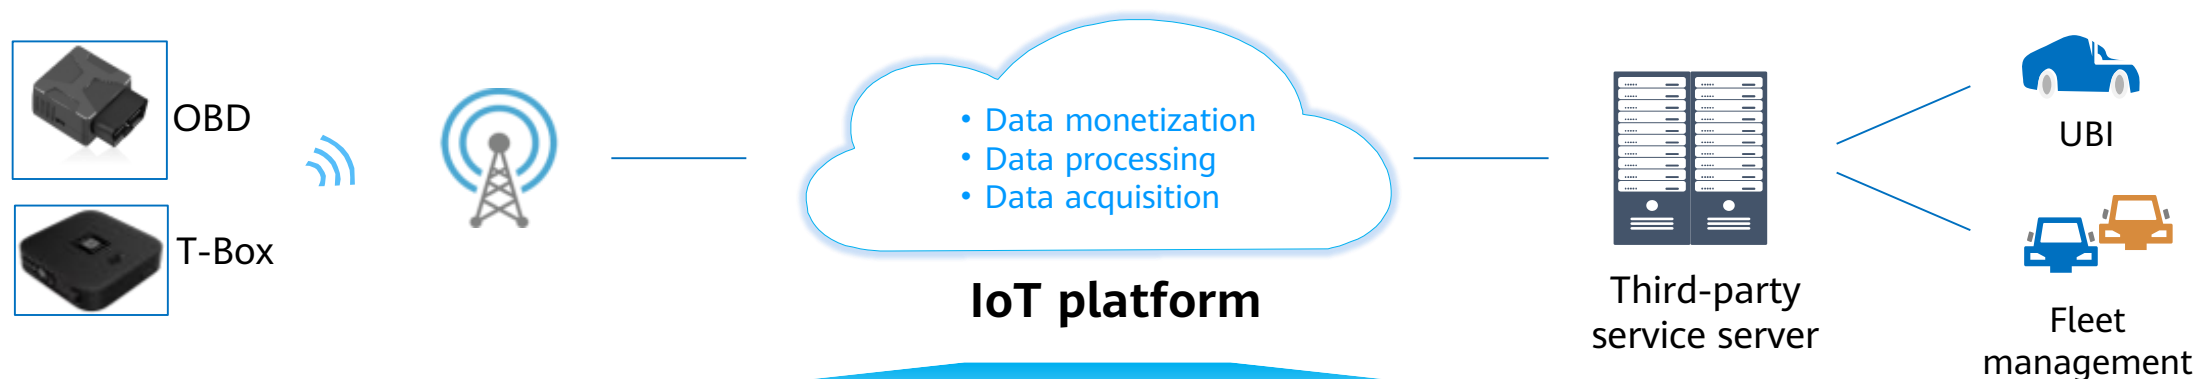 OBD
T-Box
• Data monetization
• Data processing
• Data acquisition
IoT platform
Third-party
service server
UBI
Fleet
management